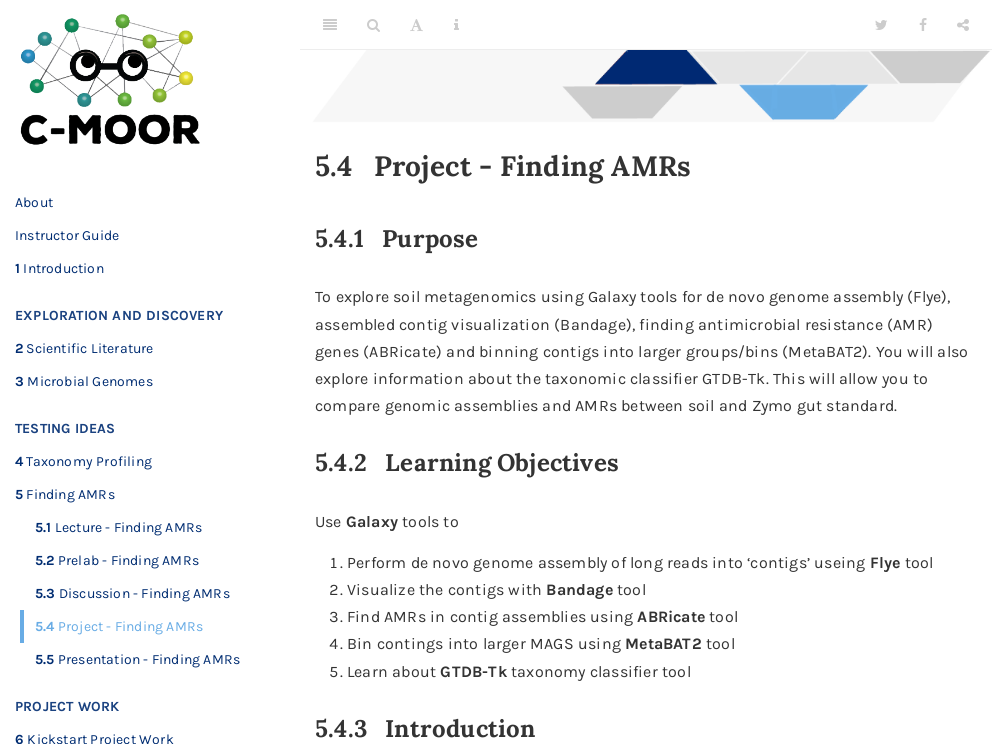 C-MOOR
About
Instructor Guide
1 Introduction
EXPLORATION AND DISCOVERY
2 Scientific Literature
3 Microbial Genomes
TESTING IDEAS
4 Taxonomy Profiling
5 Finding AMRs
5.1 Lecture - Finding AMRs
5.2 Prelab - Finding AMRs
5.3 Discussion - Finding AMRs
5.4 Project - Finding AMRs
5.5 Presentation - Finding AMRs
PROJECT WORK
6 Kickstart Project Work
5.4 Project - Finding AMRs
5.4.1 Purpose
To explore soil metagenomics using Galaxy tools for de novo genome assembly (Flye),
assembled contig visualization (Bandage), finding antimicrobial resistance (AMR)
genes (ABRicate) and binning contigs into larger groups/bins (MetaBAT2). You will also
explore information about the taxonomic classifier GTDB-Tk. This will allow you to
compare genomic assemblies and AMRs between soil and Zymo gut standard.
5.4.2 Learning Objectives
Use Galaxy tools to
1. Perform de novo genome assembly of long reads into ‘contigs’ useing Flye tool
2. Visualize the contigs with Bandage tool
3. Find AMRs in contig assemblies using ABRicate tool
4. Bin contings into larger MAGS using MetaBAT2 tool
5. Learn about GTDB-Tk taxonomy classifier tool
5.4.3 Introduction